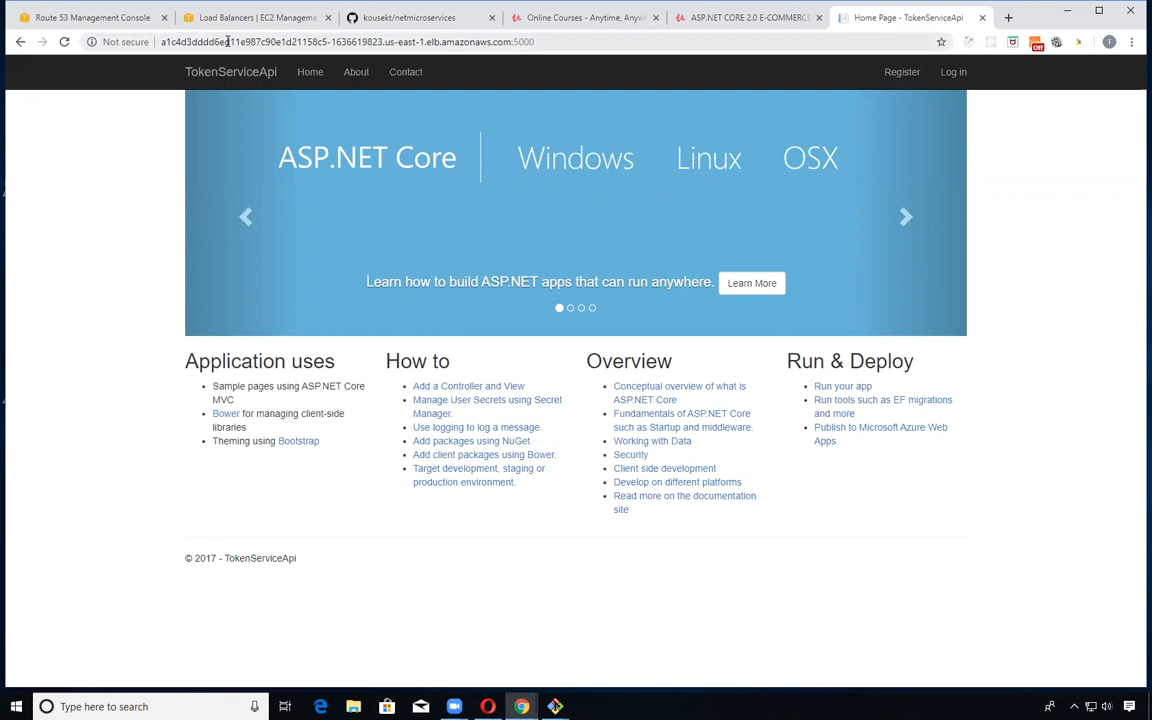 Route 53 Management Console
Load Balancers | EC2 Manageme
kousekt/netmicroservices
Online Courses - Anytime, Anyw
ASP.NET CORE 2.0 E-COMMERCE
Home Page - TokenServiceApi
Not secure
.us-east-1.elb.amazonaws.com:5000
Off
T
TokenServiceApi
Home
About
Contact
Register
Log in
ASP.NET Core
Windows
Linux
OSX
Learn how to build ASP.NET apps that can run anywhere.
Learn More
Application uses
Sample pages using ASP.NET Core
MVC
Bower for managing client-side
libraries
Theming using Bootstrap
How to
Add a Controller and View
Manage User Secrets using Secret
Manager.
Use logging to log a message.
Add packages using NuGet.
Add client packages using Bower.
Target development, staging or
production environment.
Overview
Conceptual overview of what is
ASP.NET Core
Fundamentals of ASP.NET Core
such as Startup and middleware.
Working with Data
Security
Client side development
Develop on different platforms
Read more on the documentation
site
Run & Deploy
Run your app
Run tools such as EF migrations
and more
Publish to Microsoft Azure Web
Apps
© 2017 - TokenServiceApi
Type here to search